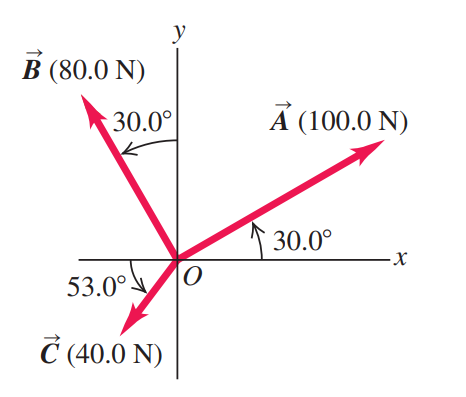 y
B⃗ (80.0 N)
30.0°
A⃗ (100.0 N)
30.0°
x
O
53.0°
C⃗ (40.0 N)